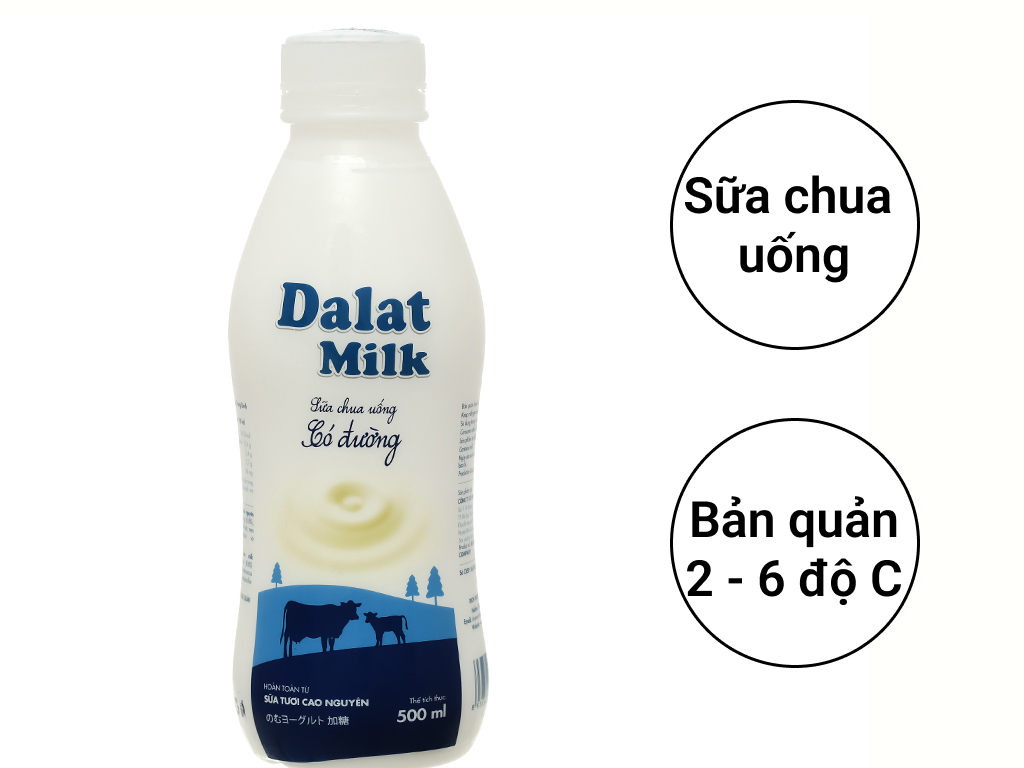 Dalat
Milk
Sữa chua uống
Có đường
HOÀN TOÀN TỪ
SỮA TƯƠI CAO NGUYÊN
のむヨーグルト 加糖
Thể tích thực:
500 ml
Sữa chua
uống
Bản quản
2 - 6 độ C